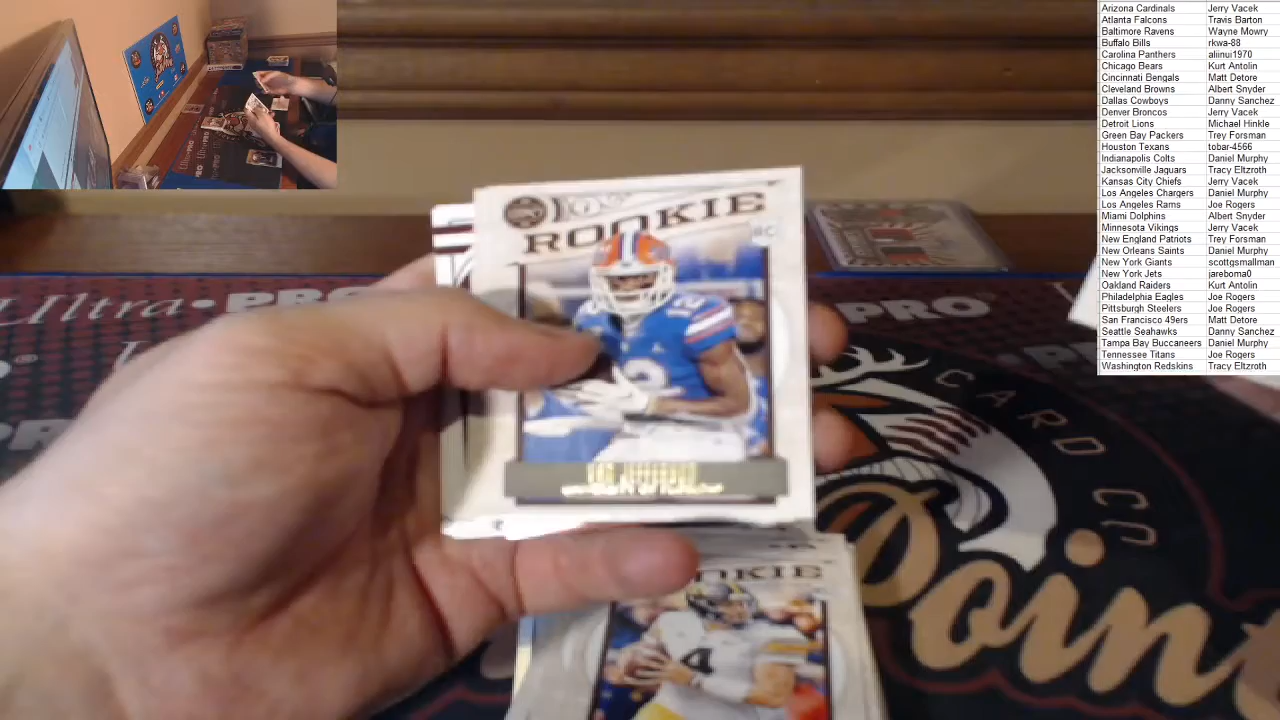 Arizona Cardinals Jerry Vacek
Atlanta Falcons Travis Barton
Baltimore Ravens Wayne Mowry
Buffalo Bills rkwa-88
Carolina Panthers aliinui1970
Chicago Bears Kurt Antolin
Cincinnati Bengals Matt Detore
Cleveland Browns Albert Snyder
Dallas Cowboys Danny Sanchez
Denver Broncos Jerry Vacek
Detroit Lions Michael Hinkle
Green Bay Packers Trey Forsman
Houston Texans tobar-4566
Indianapolis Colts Daniel Murphy
Jacksonville Jaguars Tracy Eltzroth
Kansas City Chiefs Jerry Vacek
Los Angeles Chargers Daniel Murphy
Los Angeles Rams Joe Rogers
Miami Dolphins Albert Snyder
Minnesota Vikings Jerry Vacek
New England Patriots Trey Forsman
New Orleans Saints Daniel Murphy
New York Giants scottgsmallman
New York Jets jareboma0
Oakland Raiders Kurt Antolin
Philadelphia Eagles Joe Rogers
Pittsburgh Steelers Joe Rogers
San Francisco 49ers Matt Detore
Seattle Seahawks Danny Sanchez
Tampa Bay Buccaneers Daniel Murphy
Tennessee Titans Joe Rogers
Washington Redskins Tracy Eltzroth
ROOKIE
RC
12
Ultra PRO
PRO
CARD
Point
4